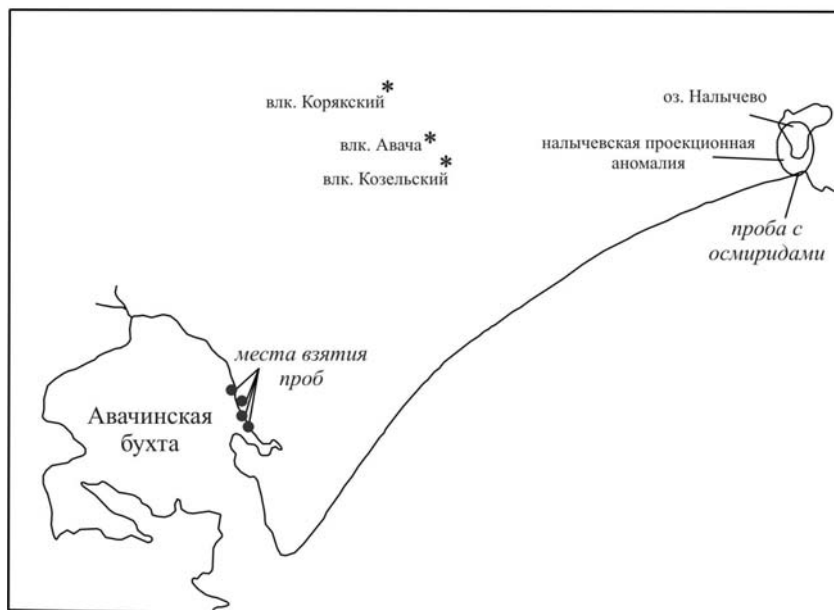 влк. Корякский
оз. Налычево
влк. Авача
налычевская проекционная
аномалия
влк. Козельский
проба с
осмиридами
места взятия
проб
Авачинская
бухта